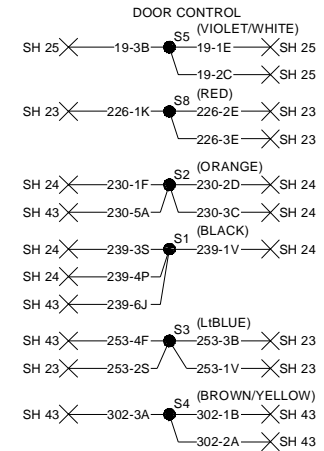 DOOR CONTROL
S5 (VIOLET/WHITE)
SH 25 19-3B 19-1E SH 25
19-2C SH 25
S8 (RED)
SH 23 226-1K 226-2E SH 23
226-3E SH 23
S2 (ORANGE)
SH 24 230-1F 230-2D SH 24
SH 43 230-5A 230-3C SH 24
S1 (BLACK)
SH 24 239-3S 239-1V SH 24
SH 24 239-4P
SH 43 239-6J
S3 (LtBLUE)
SH 43 253-4F 253-3B SH 23
SH 23 253-2S 253-1V SH 23
S4 (BROWN/YELLOW)
SH 43 302-3A 302-1B SH 43
302-2A SH 43